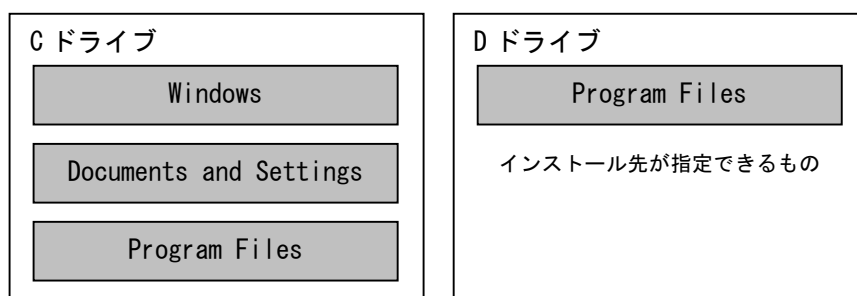 C ドライブ
Windows
Documents and Settings
Program Files
D ドライブ
Program Files
インストール先が指定できるもの